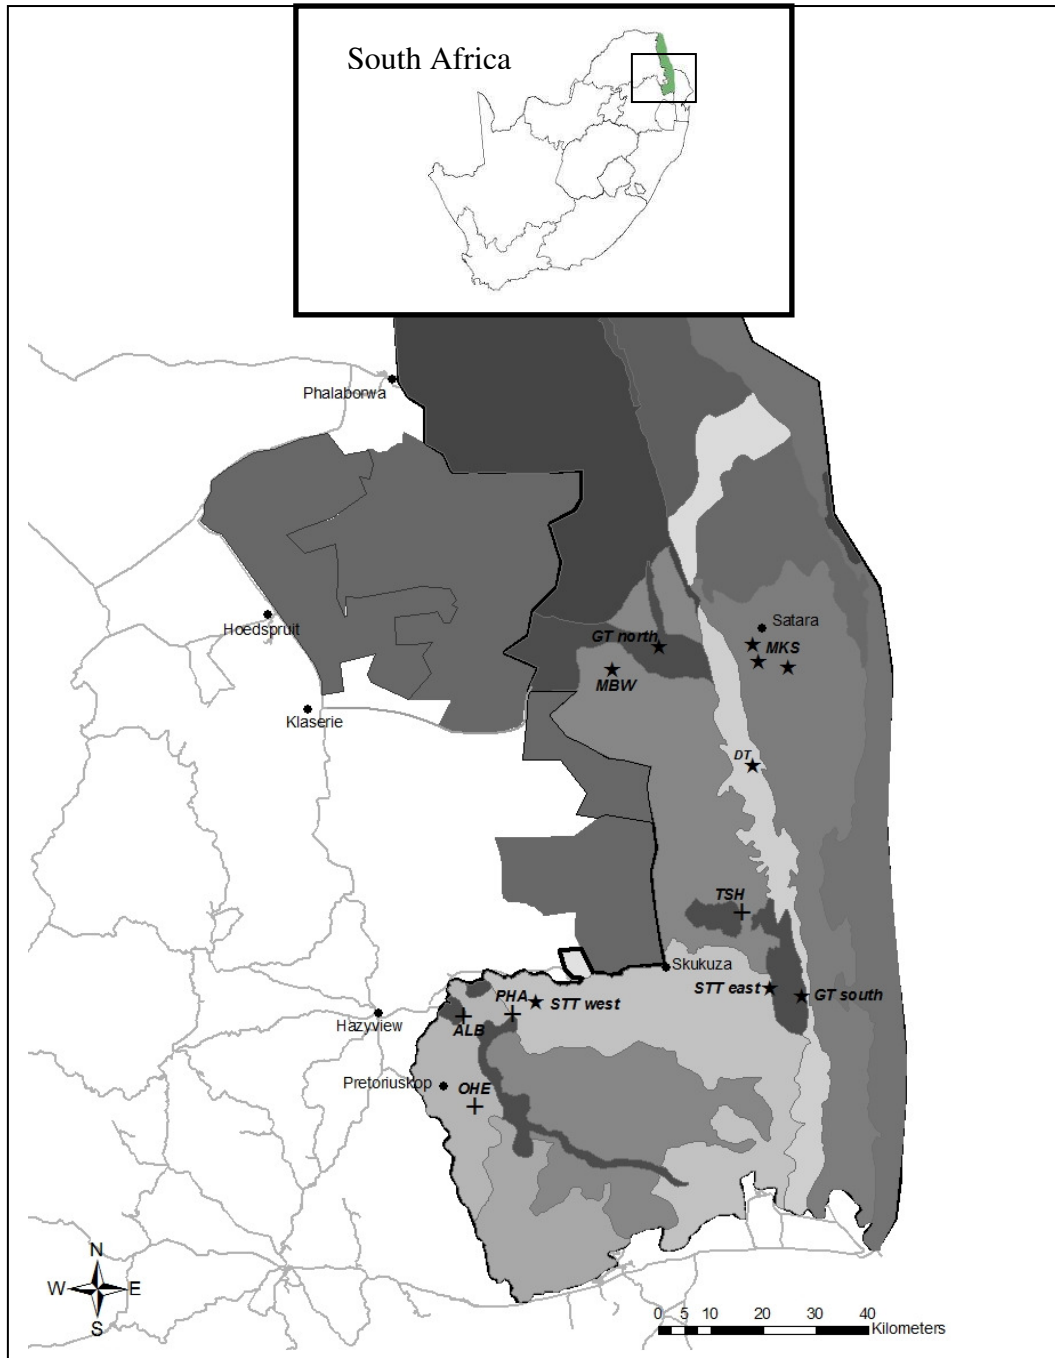 South Africa
Phalaborwa
Hoedspruit
Satara
GT north
MKS
MBW
Klaserie
DT
TSH
Skukuza
PHA
STT west
STT east
GT south
Hazyview
ALB
Pretoriuskop
OHE
N
W E
S
0 5 10 20 30 40
Kilometers